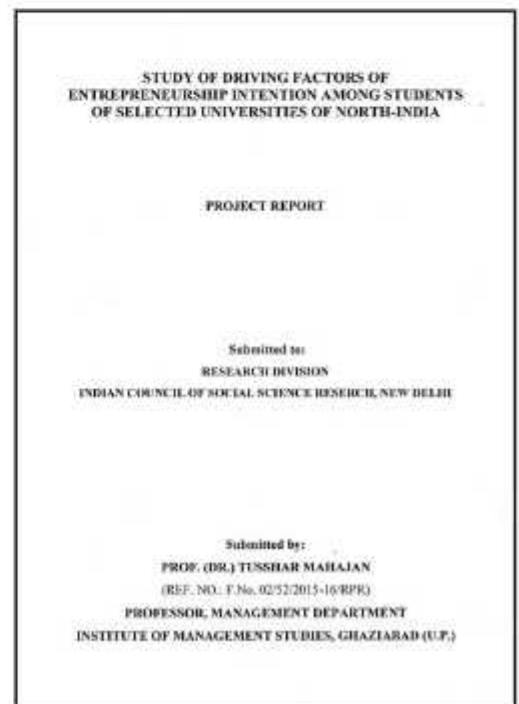 STUDY OF DRIVING FACTORS OF
ENTREPRENEURSHIP INTENTION AMONG STUDENTS
OF SELECTED UNIVERSITIES OF NORTH-INDIA
PROJECT REPORT
Submitted to:
RESEARCH DIVISION
INDIAN COUNCIL OF SOCIAL SCIENCE RESERCH, NEW DELHI
Submitted by:
PROF. (DR.) TUSSHAR MAHAJAN
(REF. NO.: F.No. 02/52/2015-16/RPR)
PROFESSOR, MANAGEMENT DEPARTMENT
INSTITUTE OF MANAGEMENT STUDIES, GHAZIABAD (U.P.)